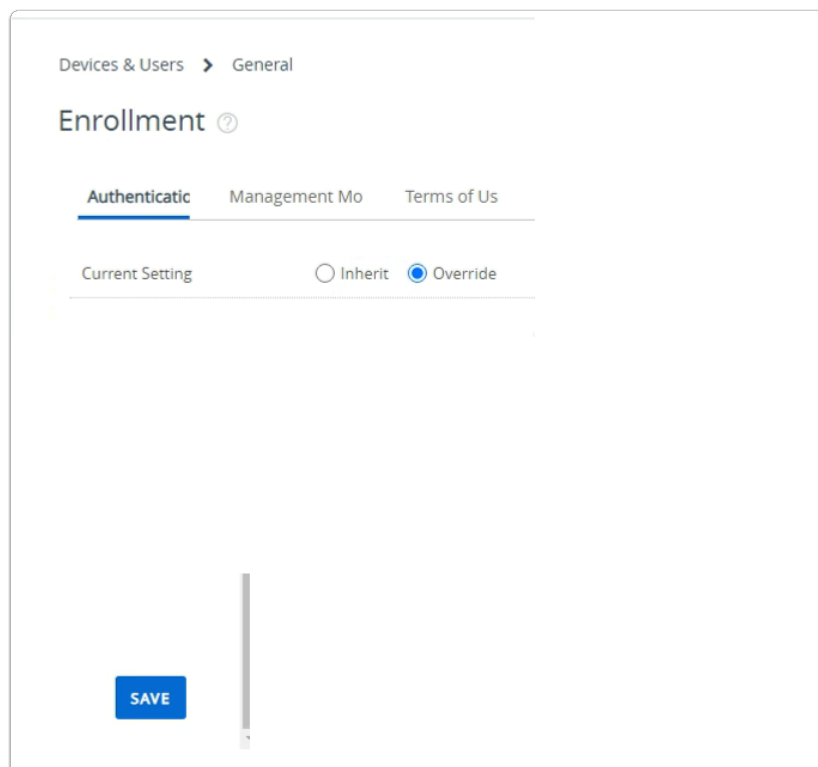 Devices & Users > General
Enrollment ?
Authenticatic Management Mo Terms of Us
Current Setting Inherit Override
SAVE